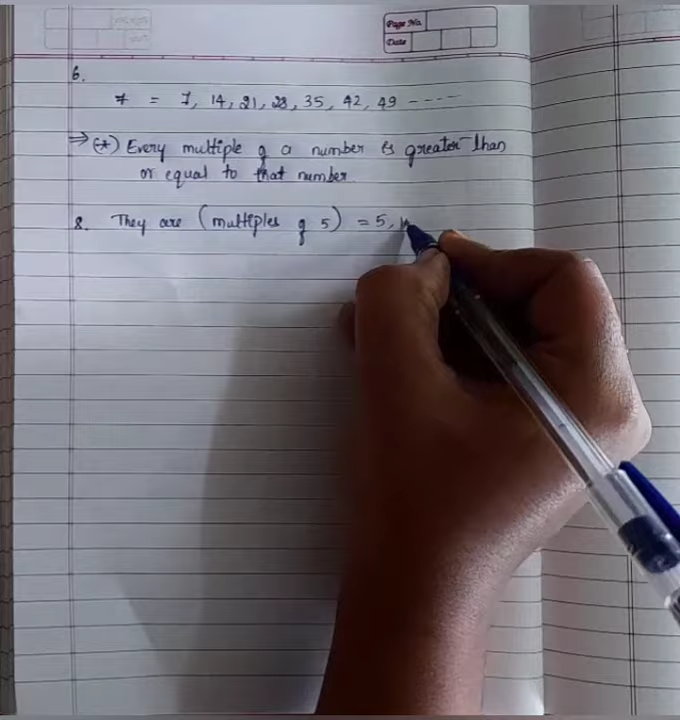 Page No.
Date
6.
7 = 7, 14, 21, 28, 35, 42, 49 ----
⇒ (*) Every multiple of a number is greater than
or equal to that number
8. They are (multiples of 5) = 5, 1